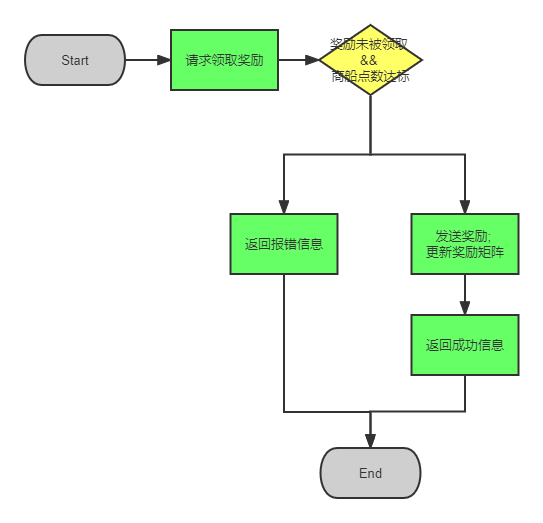 Start
请求领取奖励
奖励未被领取
&&
商船点数达标
返回报错信息
发送奖励;
更新奖励矩阵
返回成功信息
End